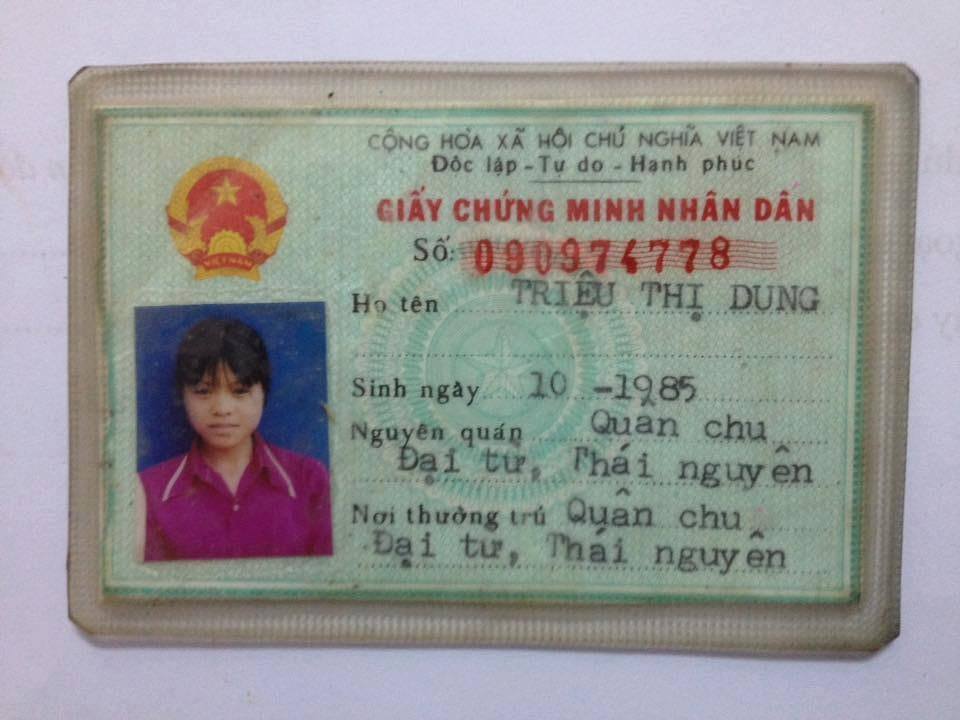 CỘNG HÒA XÃ HỘI CHỦ NGHĨA VIỆT NAM
Độc lập - Tự do - Hạnh phúc
GIẤY CHỨNG MINH NHÂN DÂN
Số: 090974778
Họ tên TRIỆU THỊ DUNG
Sinh ngày 10 -1985
Nguyên quán Quân chu
Đại từ, Thái nguyên
Nơi thường trú Quân chu
Đại từ, Thái nguyên
VIỆT NAM